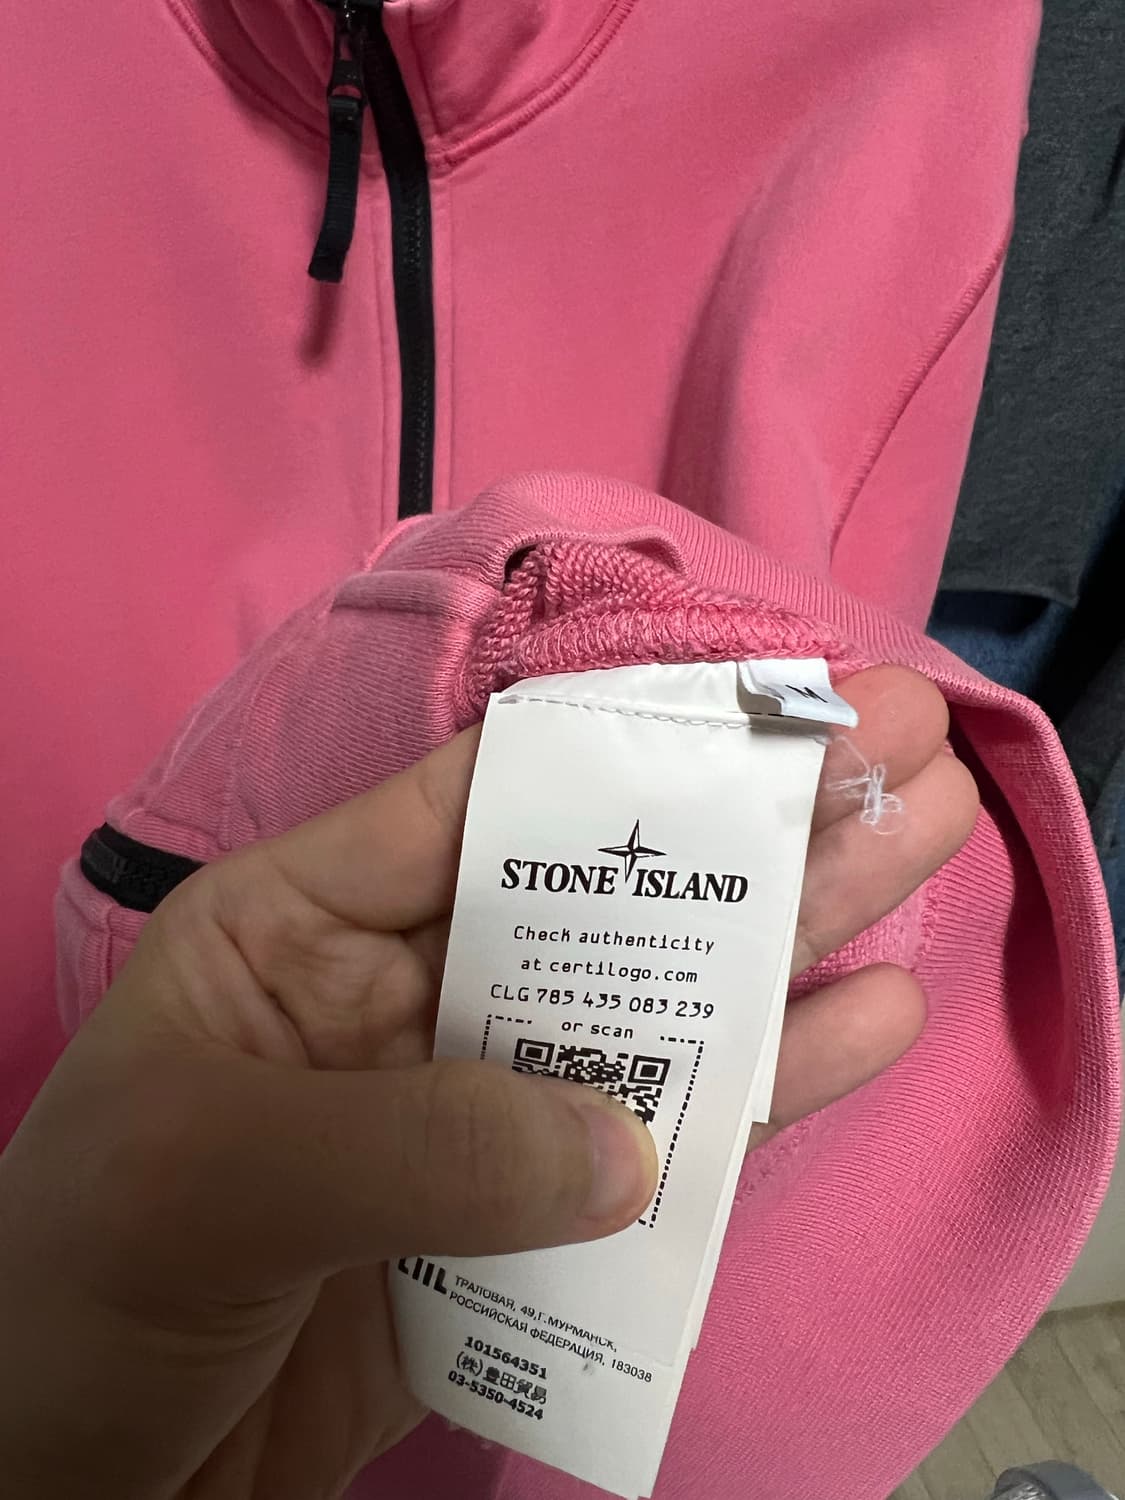 M
STONE ISLAND
Check authenticity
at certilogo.com
CLG 785 435 083 239
or scan
ТРАЛОВАЯ, 49, Г. МУРМАНСК,
РОССИЙСКАЯ ФЕДЕРАЦИЯ, 183038
101564351
(株)豊田貿易
03-5350-4524